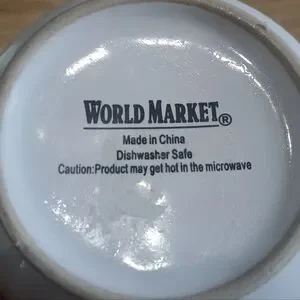 WORLD MARKET®
Made in China
Dishwasher Safe
Caution:Product may get hot in the microwave